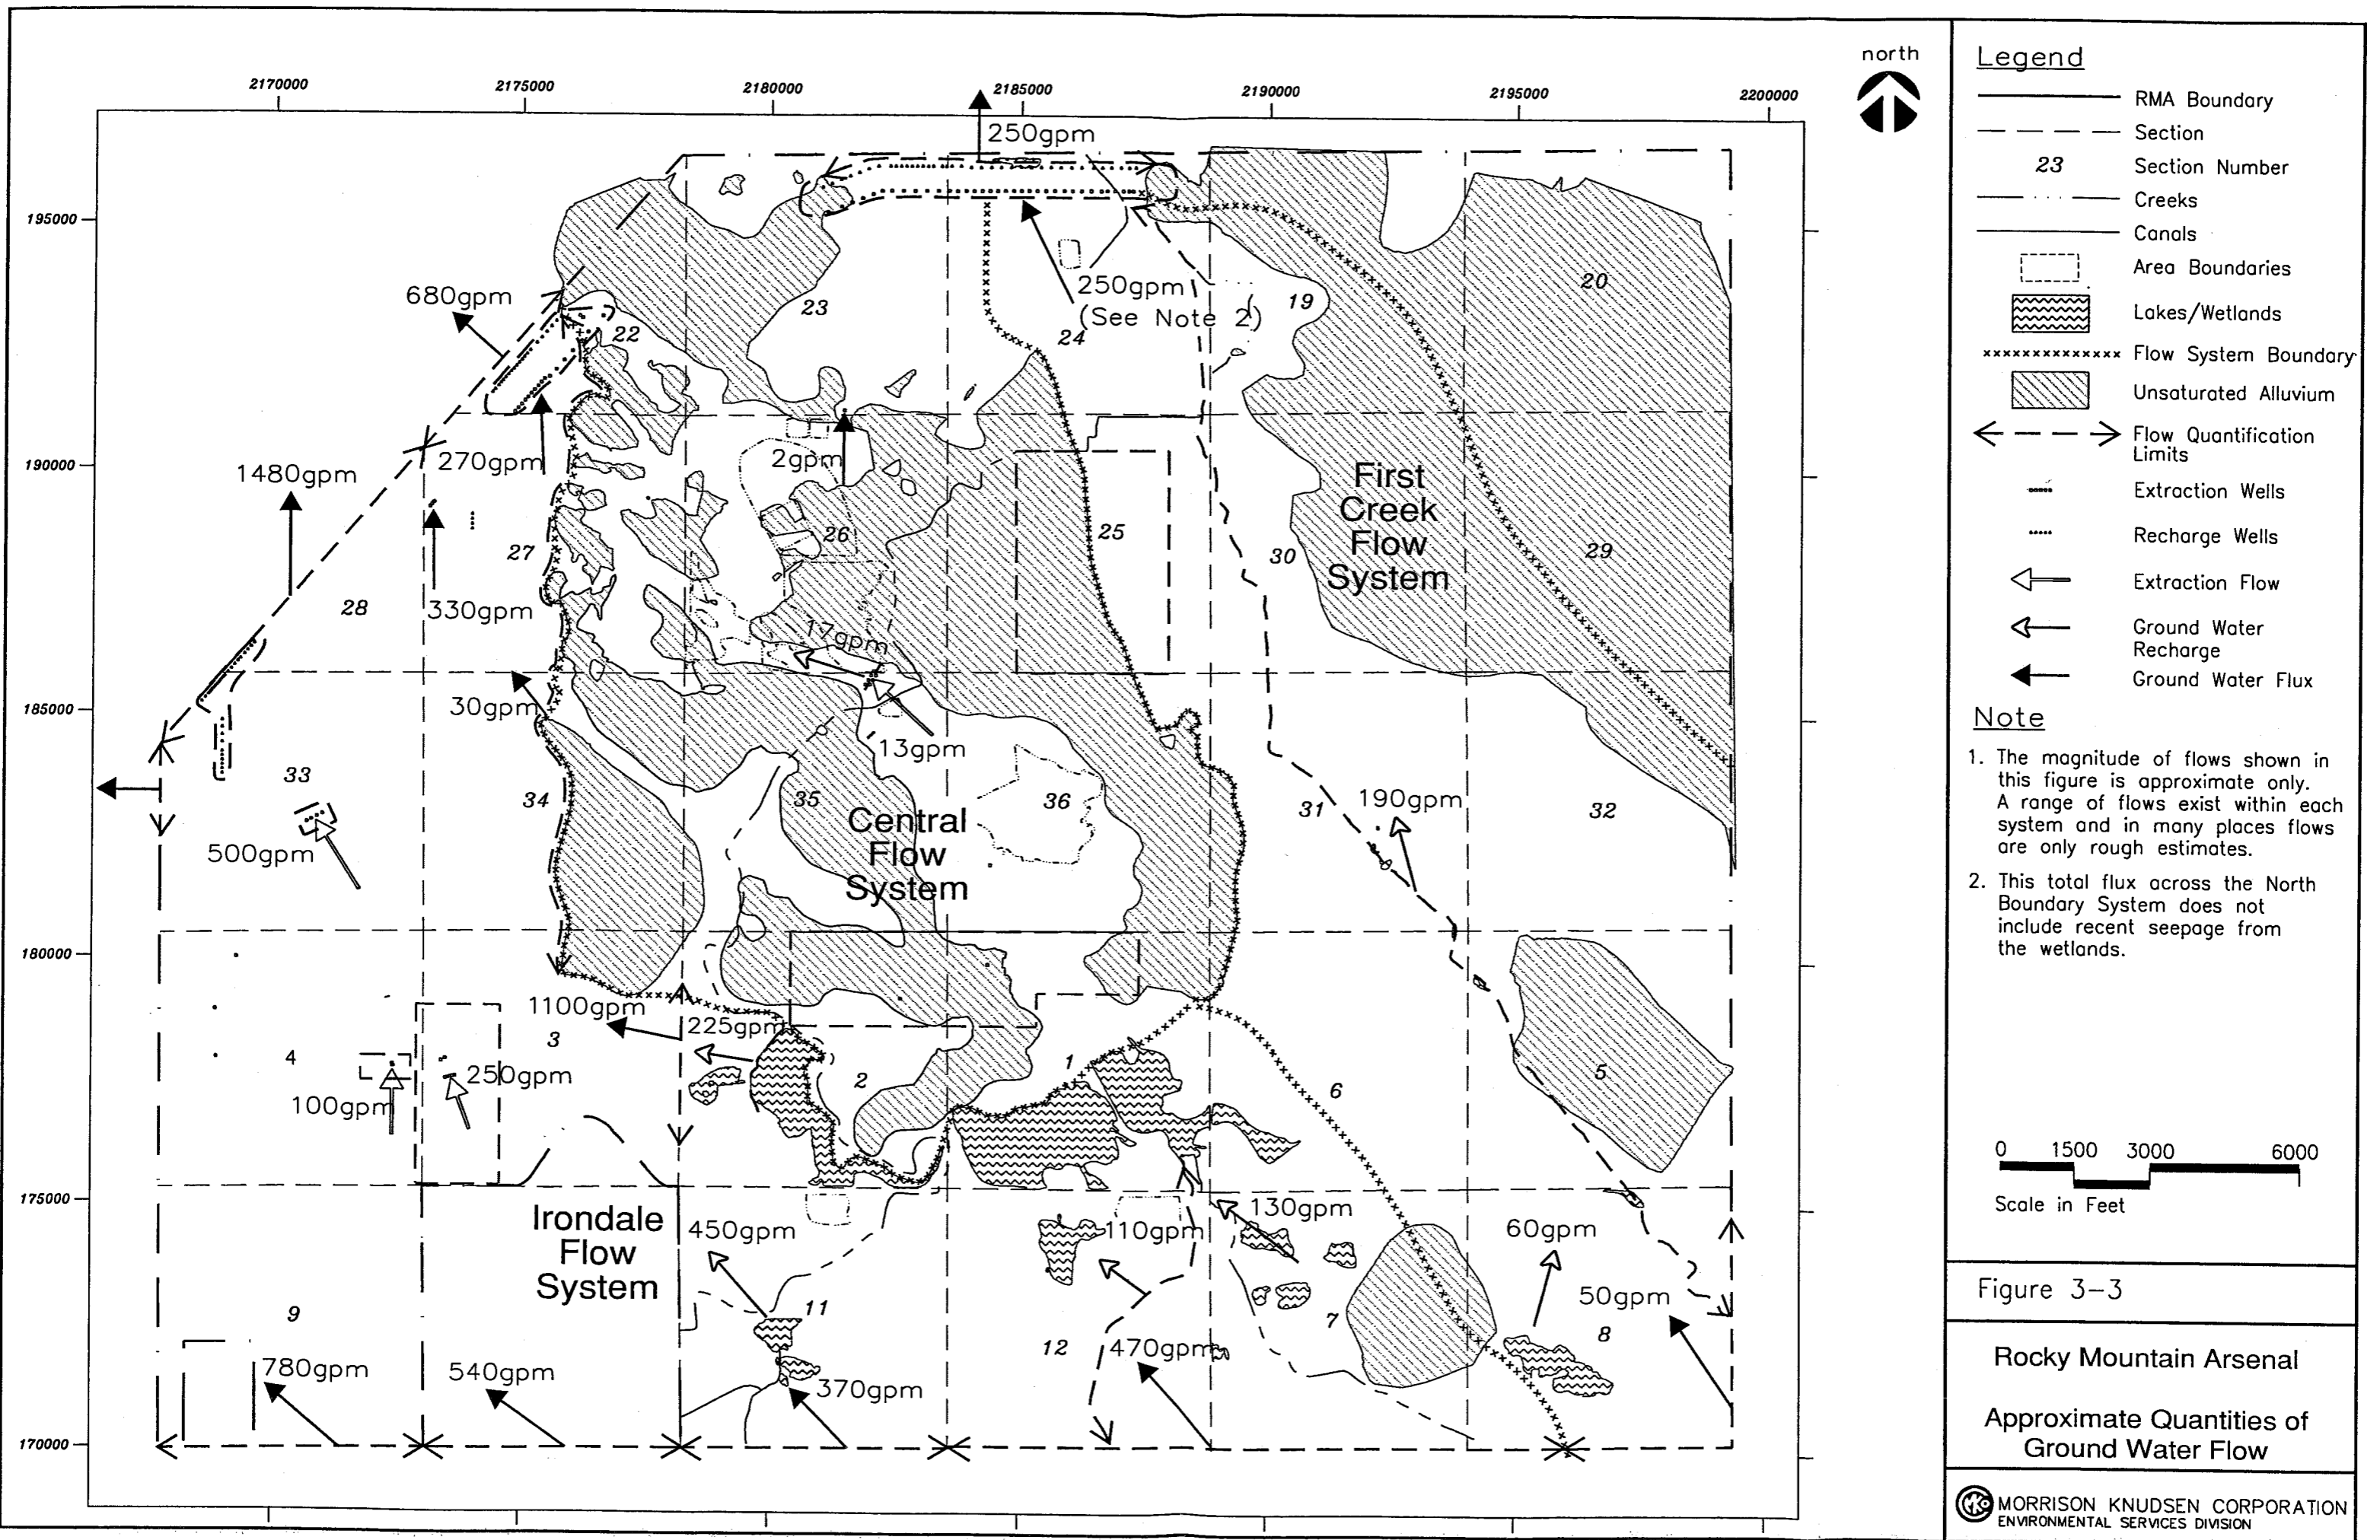 north
2170000
2175000
2180000
2185000
2190000
2195000
2200000
250gpm
195000
680gpm
22
23
250gpm
(See Note 2)
24
19
20
190000
1480gpm
270gpm
2gpm
First
Creek
Flow
System
27
26
25
30
29
28
330gpm
17gpm
185000
30gpm
13gpm
33
34
35
36
Central
Flow
System
31
190gpm
32
500gpm
180000
1100gpm
225gpm
3
4
250gpm
100gpm
2
1
6
5
175000
Irondale
Flow
System
450gpm
110gpm
130gpm
60gpm
50gpm
9
11
12
7
8
780gpm
540gpm
370gpm
470gpm
170000
Legend
RMA Boundary
Section
23 Section Number
Creeks
Canals
Area Boundaries
Lakes/Wetlands
Flow System Boundary
Unsaturated Alluvium
Flow Quantification
Limits
Extraction Wells
Recharge Wells
Extraction Flow
Ground Water
Recharge
Ground Water Flux
Note
1. The magnitude of flows shown in
this figure is approximate only.
A range of flows exist within each
system and in many places flows
are only rough estimates.
2. This total flux across the North
Boundary System does not
include recent seepage from
the wetlands.
0 1500 3000 6000
Scale in Feet
Figure 3-3
Rocky Mountain Arsenal
Approximate Quantities of
Ground Water Flow
MK
MORRISON KNUDSEN CORPORATION
ENVIRONMENTAL SERVICES DIVISION